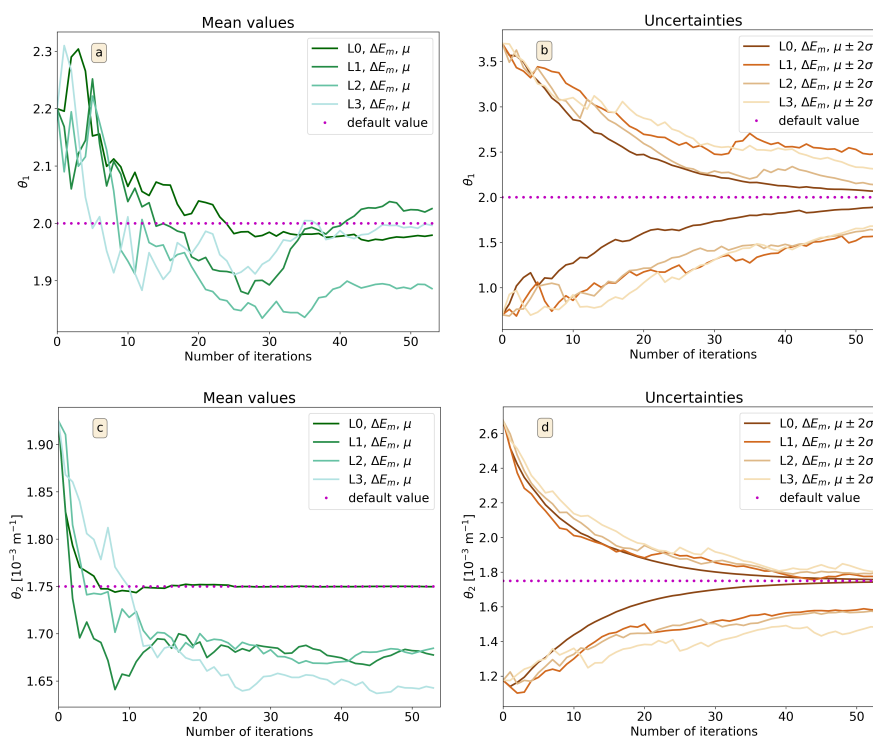 Mean values
a
L0, ΔE_m, μ
L1, ΔE_m, μ
L2, ΔE_m, μ
L3, ΔE_m, μ
default value
2.3
2.2
2.1
2.0
1.9
θ_1
0 10 20 30 40 50
Number of iterations
Uncertainties
b
L0, ΔE_m, μ ± 2σ
L1, ΔE_m, μ ± 2σ
L2, ΔE_m, μ ± 2σ
L3, ΔE_m, μ ± 2σ
default value
3.5
3.0
2.5
2.0
1.5
1.0
θ_1
0 10 20 30 40 50
Number of iterations
Mean values
c
L0, ΔE_m, μ
L1, ΔE_m, μ
L2, ΔE_m, μ
L3, ΔE_m, μ
default value
1.90
1.85
1.80
1.75
1.70
1.65
θ_2 [10⁻³ m⁻¹]
0 10 20 30 40 50
Number of iterations
Uncertainties
d
L0, ΔE_m, μ ± 2σ
L1, ΔE_m, μ ± 2σ
L2, ΔE_m, μ ± 2σ
L3, ΔE_m, μ ± 2σ
default value
2.6
2.4
2.2
2.0
1.8
1.6
1.4
1.2
θ_2 [10⁻³ m⁻¹]
0 10 20 30 40 50
Number of iterations